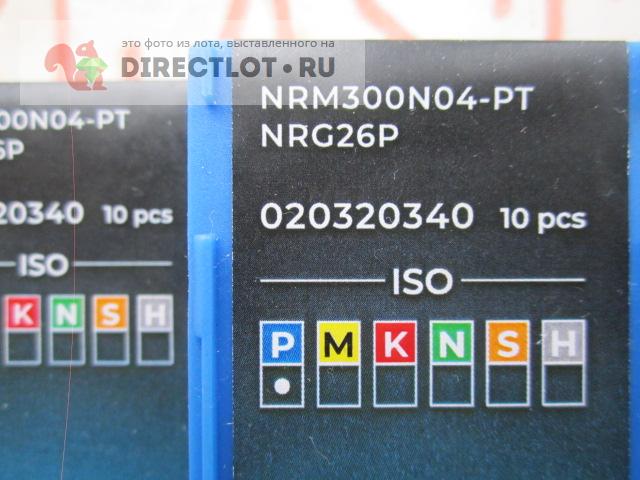 это фото из лота, выставленного на
DIRECTLOT•RU
00N04-PT
6P
20340 10 pcs
ISO
K N S H
NRM300N04-PT
NRG26P
020320340 10 pcs
ISO
P M K N S H